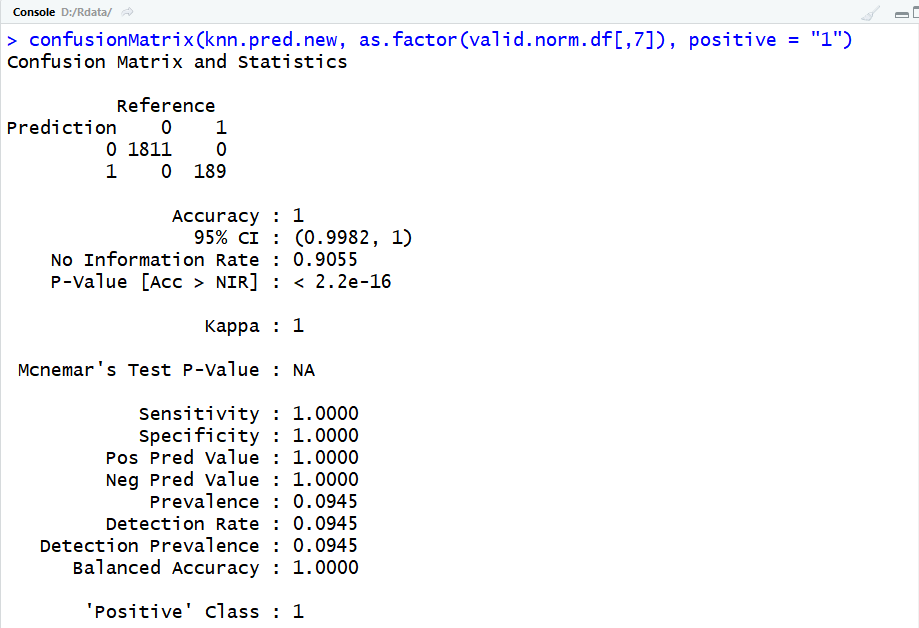 Console D:/Rdata/
> confusionMatrix(knn.pred.new, as.factor(valid.norm.df[,7]), positive = "1")
Confusion Matrix and Statistics
Reference
Prediction 0 1
0 1811 0
1 0 189
Accuracy : 1
95% CI : (0.9982, 1)
No Information Rate : 0.9055
P-Value [Acc > NIR] : < 2.2e-16
Kappa : 1
Mcnemar's Test P-Value : NA
Sensitivity : 1.0000
Specificity : 1.0000
Pos Pred Value : 1.0000
Neg Pred Value : 1.0000
Prevalence : 0.0945
Detection Rate : 0.0945
Detection Prevalence : 0.0945
Balanced Accuracy : 1.0000
'Positive' Class : 1